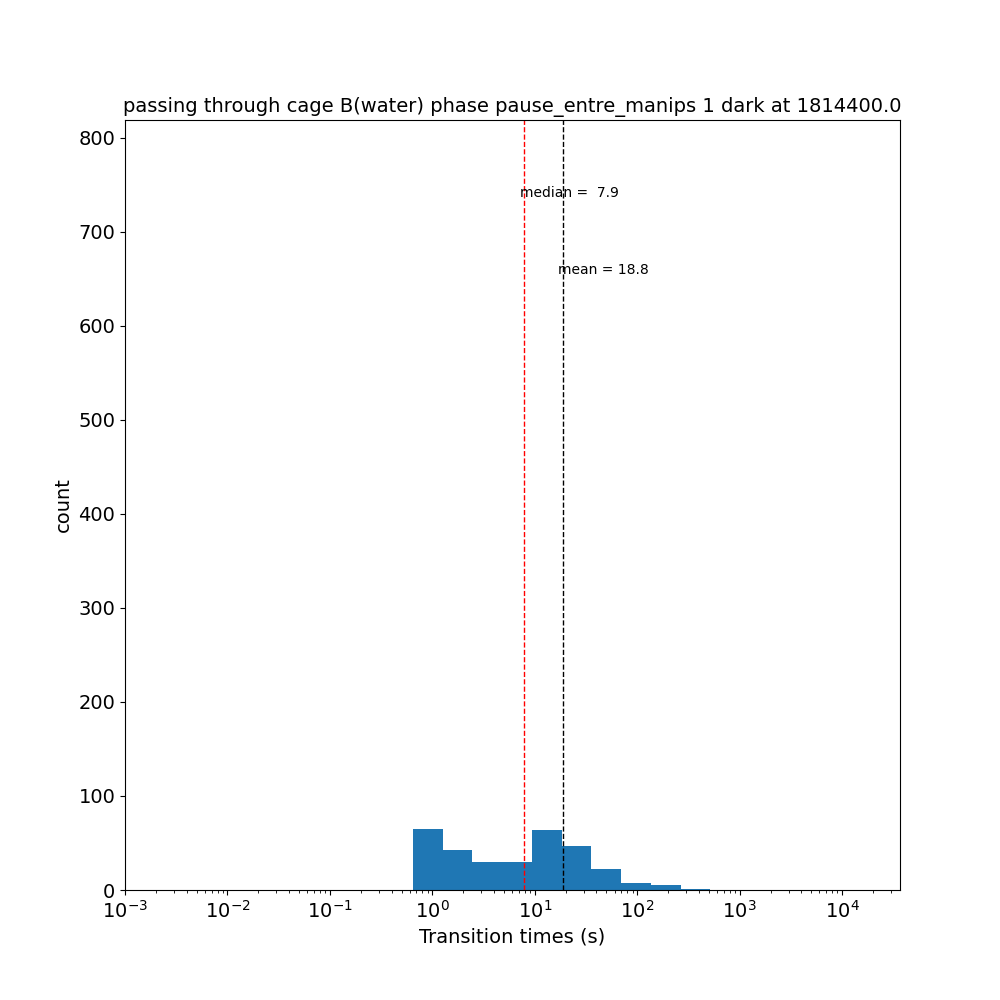 passing through cage B(water) phase pause_entre_manips 1 dark at 1814400.0
800
median =  7.9
700
mean = 18.8
600
500
400
count
300
200
100
0
10⁻³ 10⁻² 10⁻¹ 10⁰ 10¹ 10² 10³ 10⁴
Transition times (s)